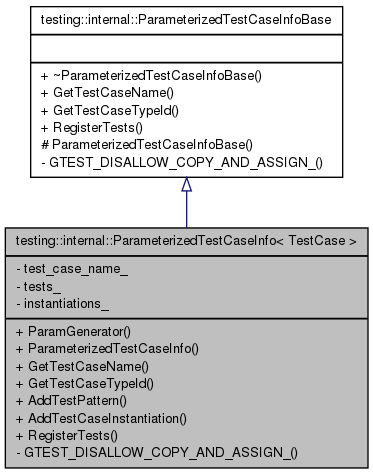 testing::internal::ParameterizedTestCaseInfoBase
+ ~ParameterizedTestCaseInfoBase()
+ GetTestCaseName()
+ GetTestCaseTypeId()
+ RegisterTests()
# ParameterizedTestCaseInfoBase()
- GTEST_DISALLOW_COPY_AND_ASSIGN_()
testing::internal::ParameterizedTestCaseInfo< TestCase >
- test_case_name_
- tests_
- instantiations_
+ ParamGenerator()
+ ParameterizedTestCaseInfo()
+ GetTestCaseName()
+ GetTestCaseTypeId()
+ AddTestPattern()
+ AddTestCaseInstantiation()
+ RegisterTests()
- GTEST_DISALLOW_COPY_AND_ASSIGN_()